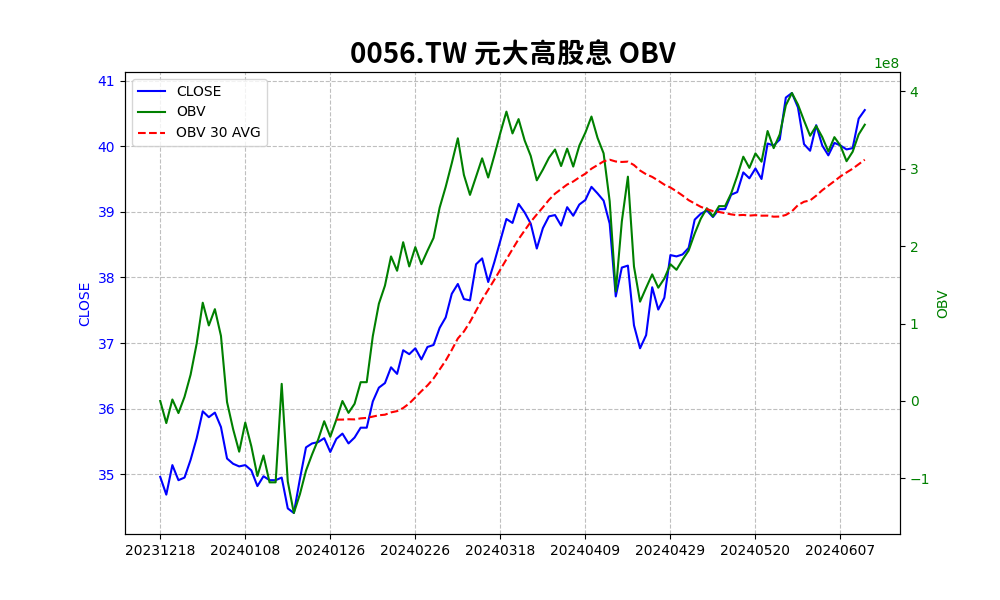 0056.TW 元大高股息 OBV
1e8
CLOSE
OBV
OBV 30 AVG
41
40
39
38
37
36
35
CLOSE
4
3
2
1
0
−1
OBV
20231218 20240108 20240126 20240226 20240318 20240409 20240429 20240520 20240607